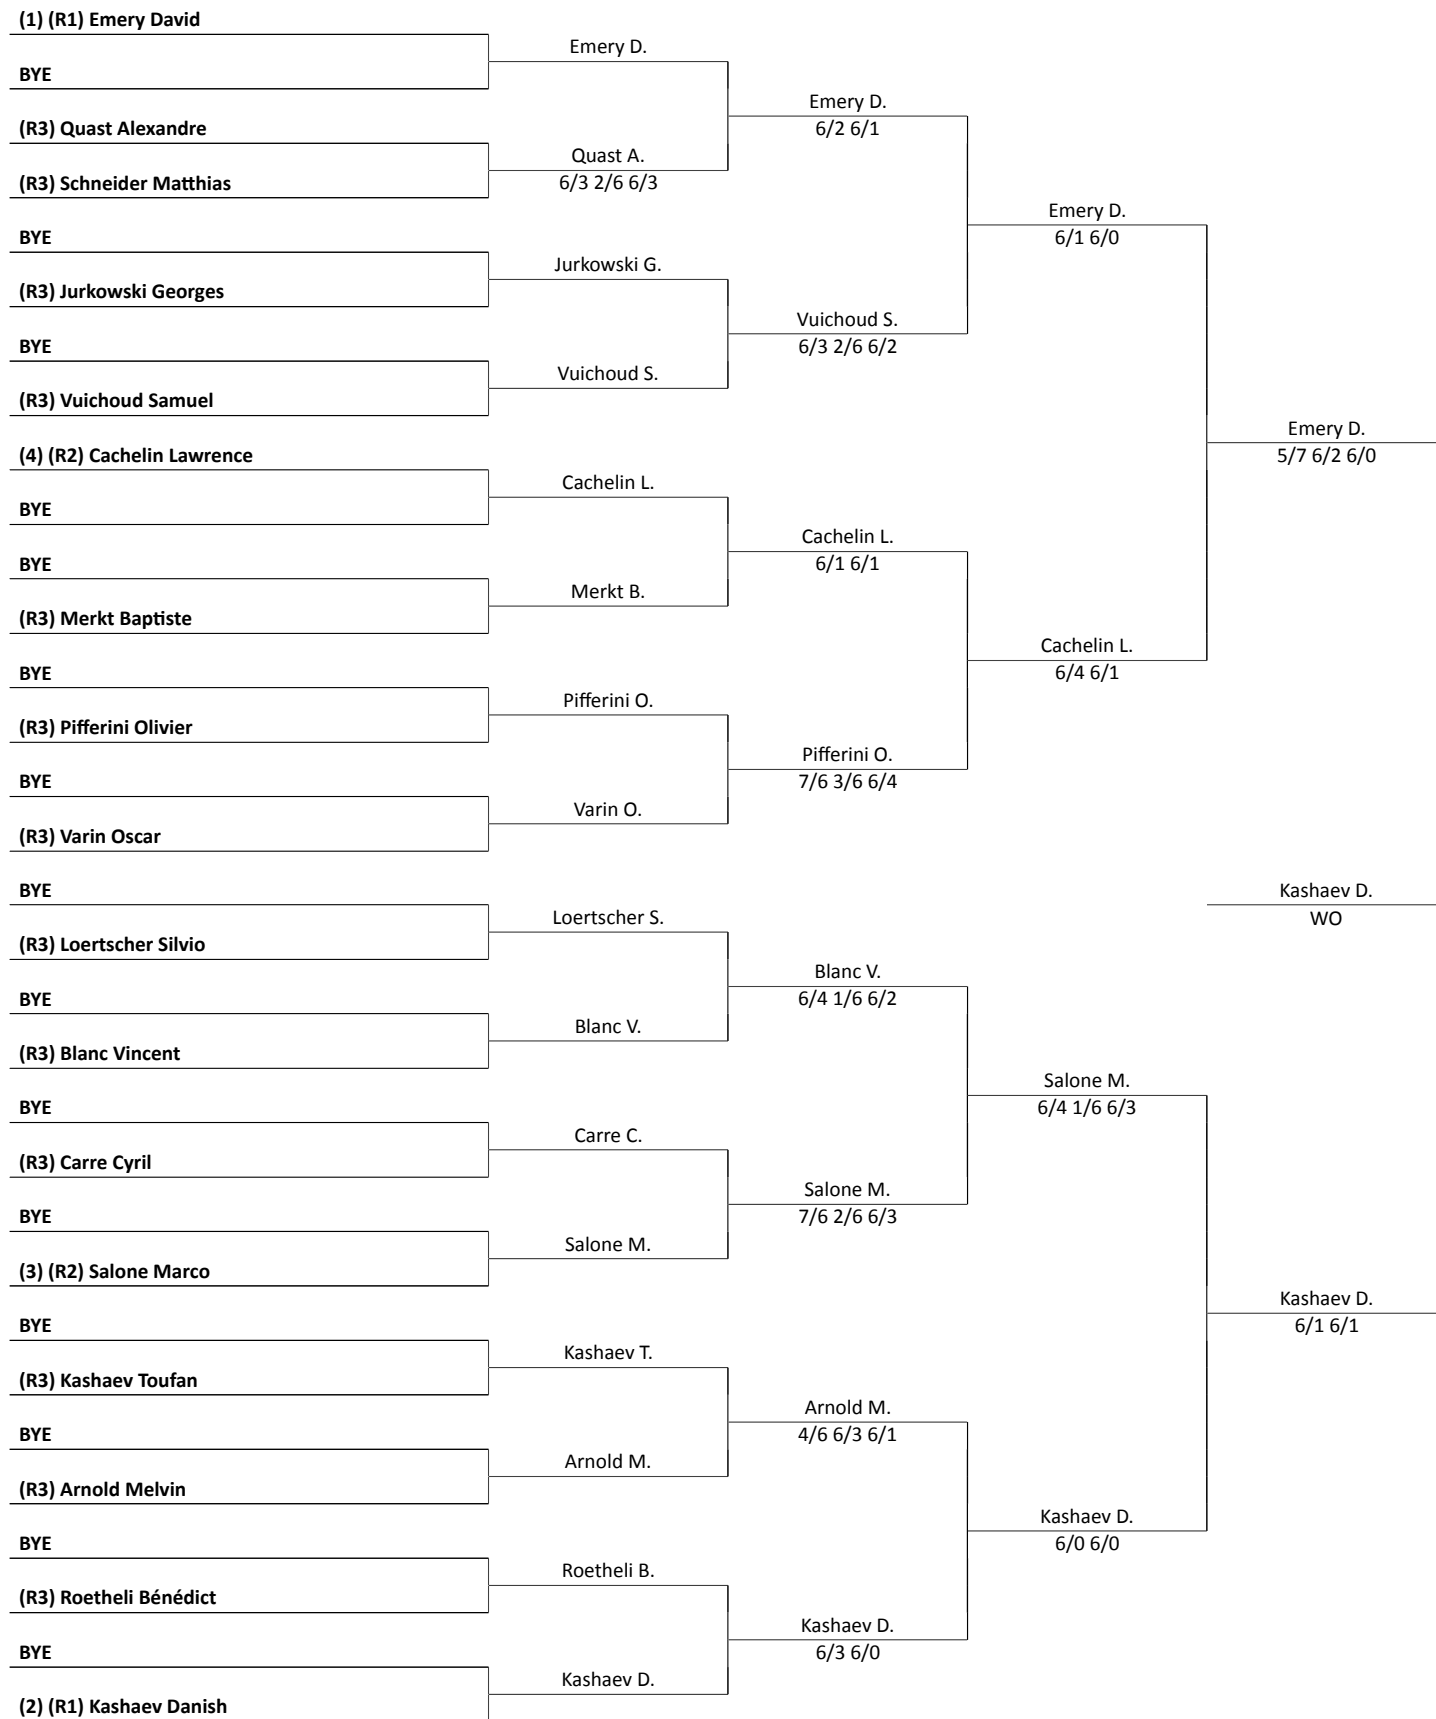 (1) (R1) Emery David
BYE
(R3) Quast Alexandre
(R3) Schneider Matthias
BYE
(R3) Jurkowski Georges
BYE
(R3) Vuichoud Samuel
(4) (R2) Cachelin Lawrence
BYE
BYE
(R3) Merkt Baptiste
BYE
(R3) Pifferini Olivier
BYE
(R3) Varin Oscar
BYE
(R3) Loertscher Silvio
BYE
(R3) Blanc Vincent
BYE
(R3) Carre Cyril
BYE
(3) (R2) Salone Marco
BYE
(R3) Kashaev Toufan
BYE
(R3) Arnold Melvin
BYE
(R3) Roetheli Bénédict
BYE
(2) (R1) Kashaev Danish
Emery D.
Quast A.
6/3 2/6 6/3
Jurkowski G.
Vuichoud S.
Cachelin L.
Merkt B.
Pifferini O.
Varin O.
Loertscher S.
Blanc V.
Carre C.
Salone M.
Kashaev T.
Arnold M.
Roetheli B.
Kashaev D.
Emery D.
6/2 6/1
Vuichoud S.
6/3 2/6 6/2
Cachelin L.
6/1 6/1
Pifferini O.
7/6 3/6 6/4
Blanc V.
6/4 1/6 6/2
Salone M.
7/6 2/6 6/3
Arnold M.
4/6 6/3 6/1
Kashaev D.
6/3 6/0
Emery D.
6/1 6/0
Cachelin L.
6/4 6/1
Salone M.
6/4 1/6 6/3
Kashaev D.
6/0 6/0
Emery D.
5/7 6/2 6/0
Kashaev D.
WO
Kashaev D.
6/1 6/1